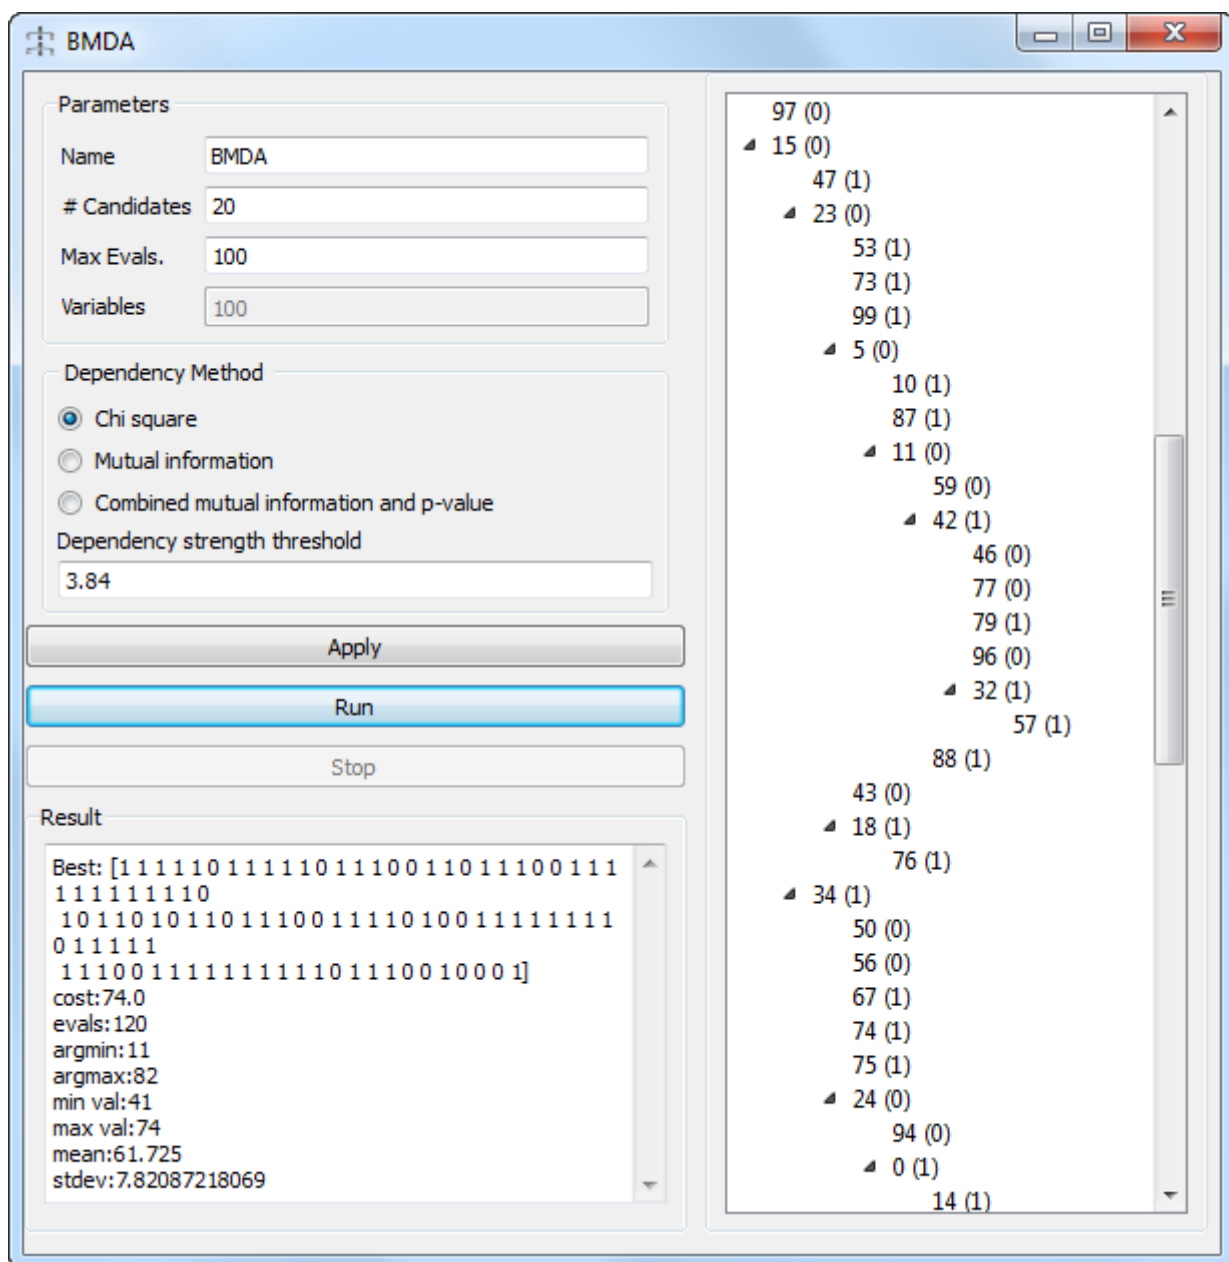 BMDA
Parameters
Name BMDA
# Candidates 20
Max Evals. 100
Variables 100
Dependency Method
Chi square
Mutual information
Combined mutual information and p-value
Dependency strength threshold
3.84
Apply
Run
Stop
Result
Best: [1 1 1 1 1 0 1 1 1 1 1 0 1 1 1 0 0 1 1 0 1 1 1 0 0 1 1 1
1 1 1 1 1 1 1 1 1 0
1 0 1 1 0 1 0 1 1 0 1 1 1 0 0 1 1 1 1 0 1 0 0 1 1 1 1 1 1 1 1
0 1 1 1 1 1
1 1 1 0 0 1 1 1 1 1 1 1 1 1 1 0 1 1 1 0 0 1 0 0 0 1]
cost:74.0
evals:120
argmin:11
argmax:82
min val:41
max val:74
mean:61.725
stdev:7.82087218069
97 (0)
15 (0)
47 (1)
23 (0)
53 (1)
73 (1)
99 (1)
5 (0)
10 (1)
87 (1)
11 (0)
59 (0)
42 (1)
46 (0)
77 (0)
79 (1)
96 (0)
32 (1)
57 (1)
88 (1)
43 (0)
18 (1)
76 (1)
34 (1)
50 (0)
56 (0)
67 (1)
74 (1)
75 (1)
24 (0)
94 (0)
0 (1)
14 (1)